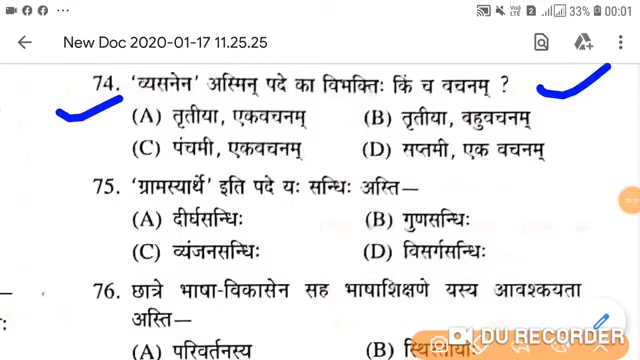 33% 00:01
New Doc 2020-01-17 11.25.25
74. 'व्यसनेन' अस्मिन् पदे का विभक्तिः किं च वचनम् ?
(A) तृतीया, एकवचनम् (B) तृतीया, बहुवचनम्
(C) पंचमी, एकवचनम् (D) सप्तमी, एक वचनम्
75. 'ग्रामस्यार्थे' इति पदे यः सन्धिः अस्ति—
(A) दीर्घसन्धिः (B) गुणसन्धिः
(C) व्यंजनसन्धिः (D) विसर्गसन्धिः
76. छात्रे भाषा-विकासेन सह भाषाशिक्षणे यस्य आवश्कयता
अस्ति—
DU RECORDER
(A) परिवर्तनस्य (B)